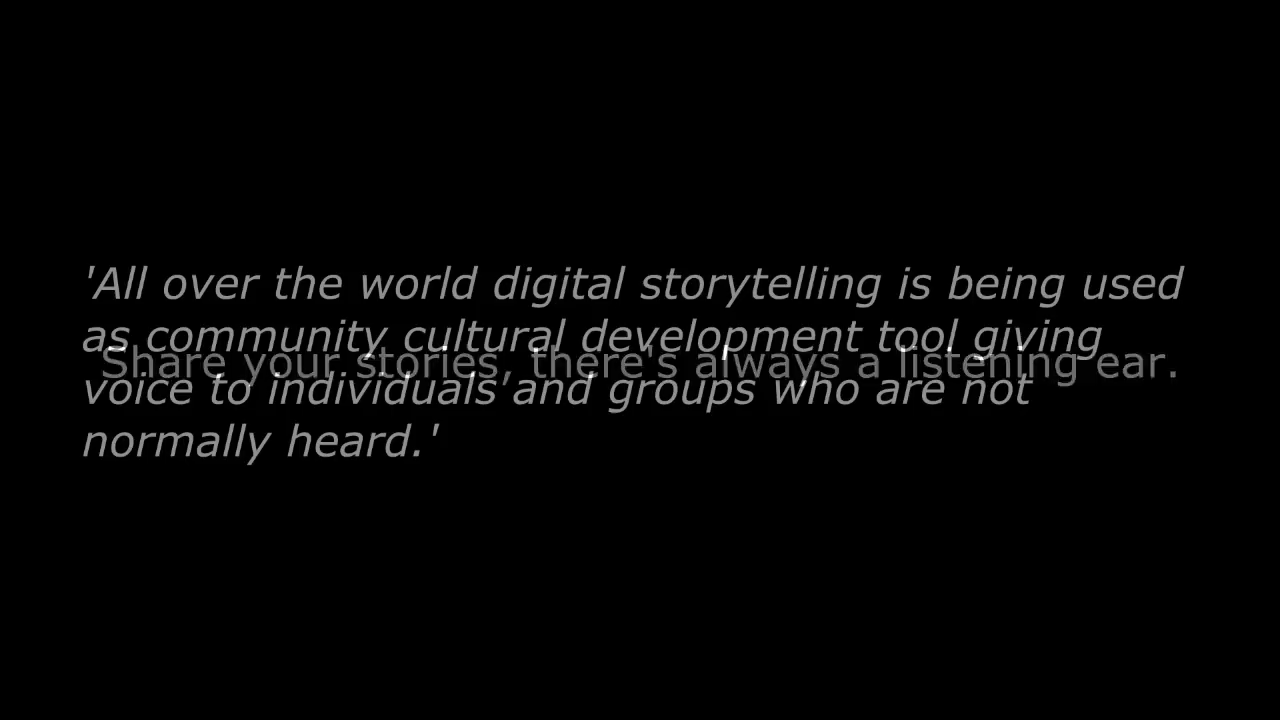 'All over the world digital storytelling is being used
as community cultural development tool giving
Share your stories, there's always a listening ear.
voice to individuals and groups who are not
normally heard.'